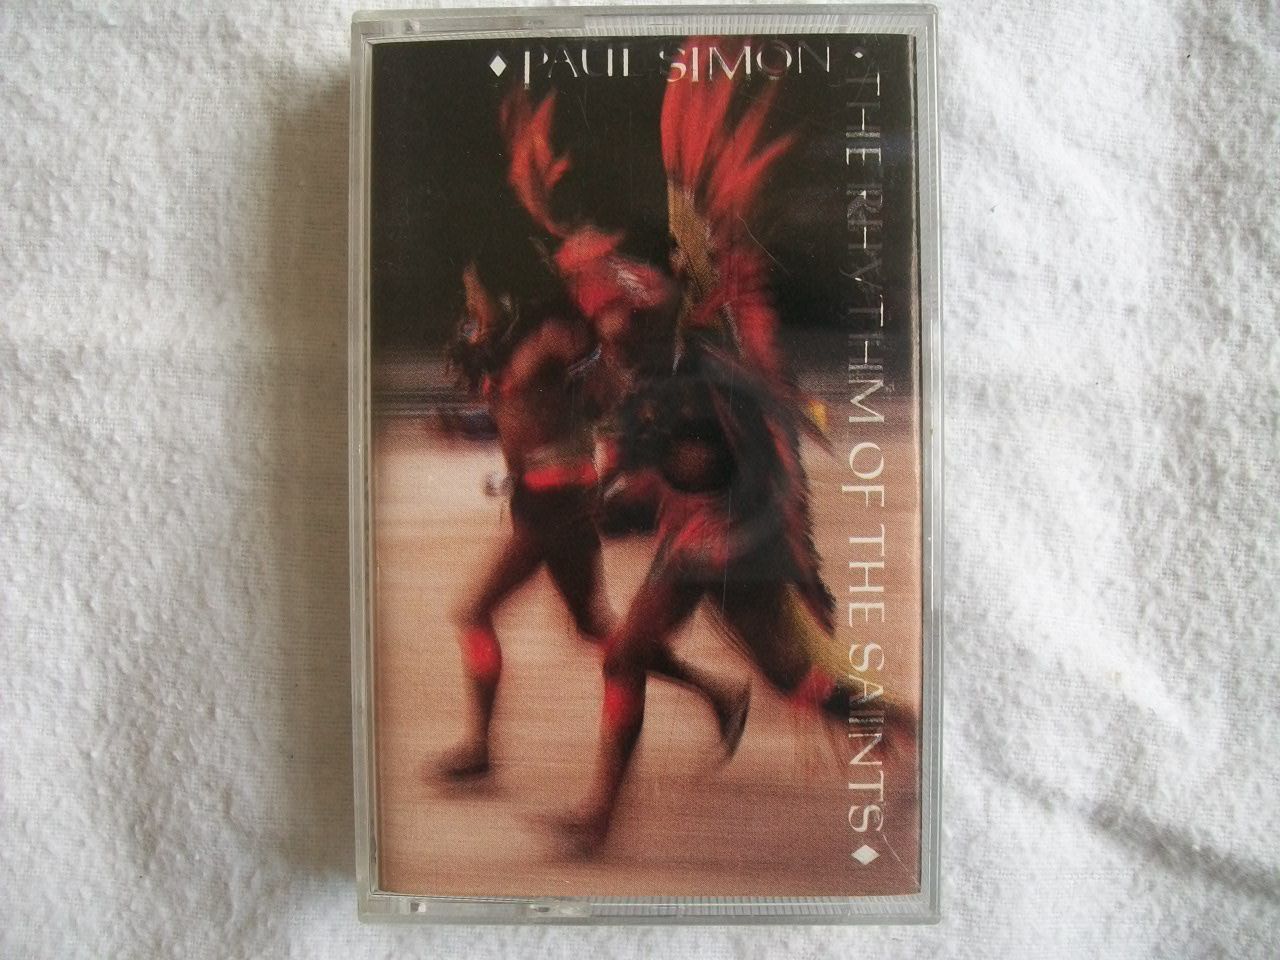 ♦ PAUL SIMON •
THE RHYTHM OF THE SAINTS ♦